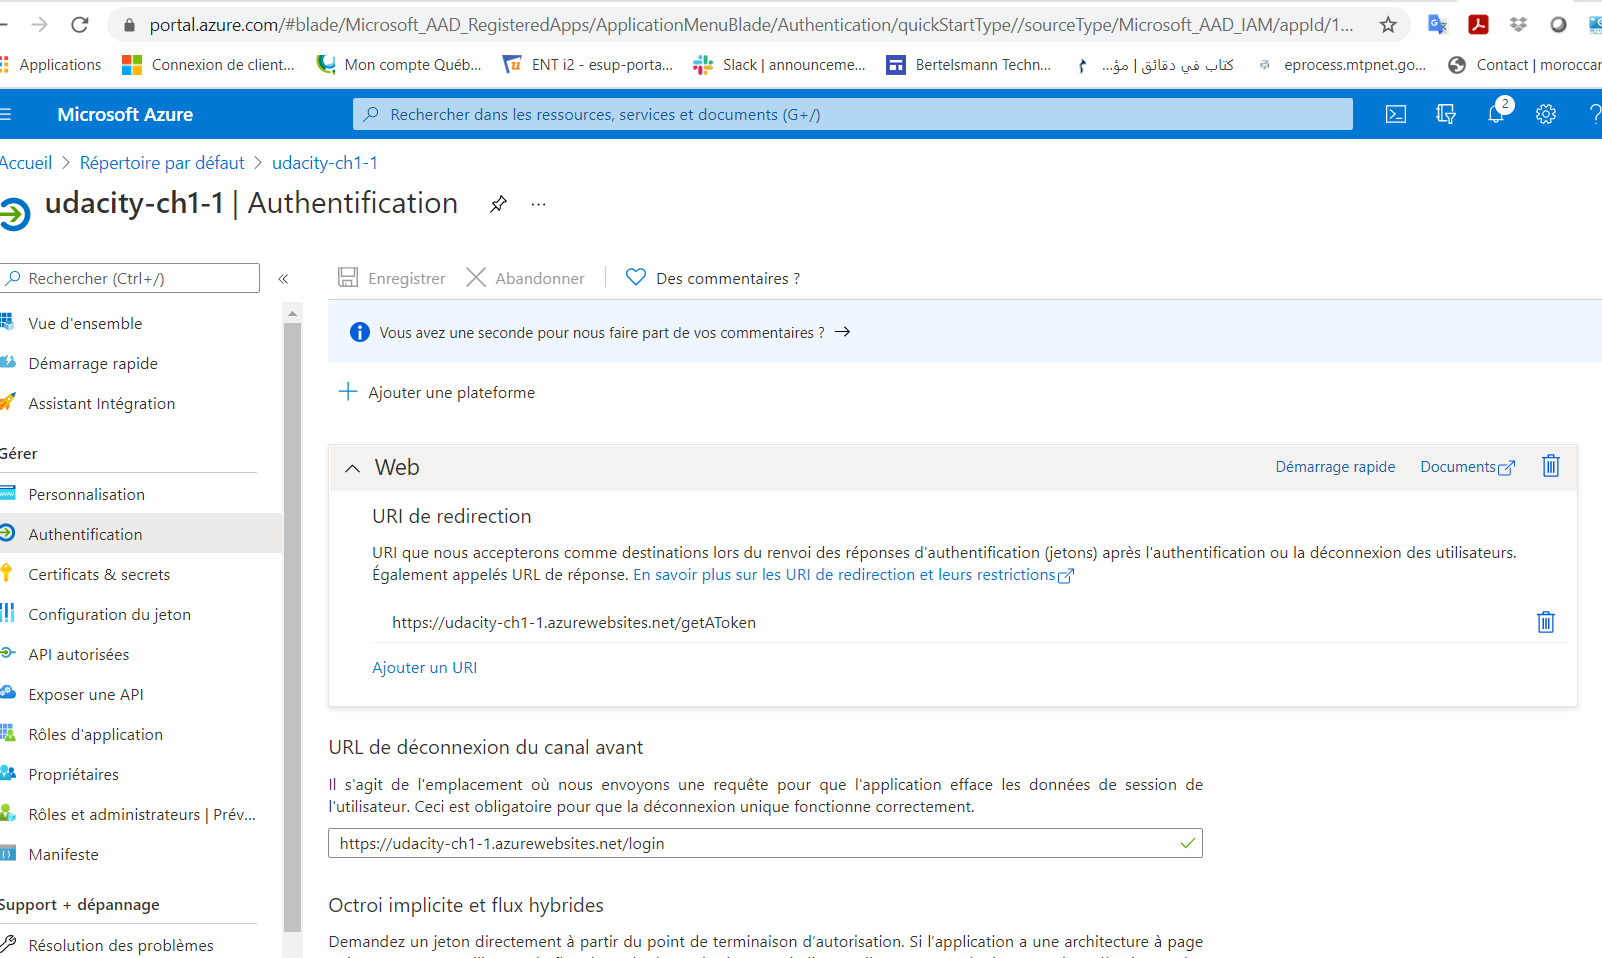 portal.azure.com/#blade/Microsoft_AAD_RegisteredApps/ApplicationMenuBlade/Authentication/quickStartType//sourceType/Microsoft_AAD_IAM/appId/1...
Applications
Connexion de client...
Mon compte Québ...
ENT i2 - esup-porta...
Slack | announceme...
Bertelsmann Techn...
كتاب في دقائق | مؤ...
eprocess.mtpnet.go...
Contact | moroccar
Microsoft Azure
Rechercher dans les ressources, services et documents (G+/)
2
Accueil > Répertoire par défaut > udacity-ch1-1
udacity-ch1-1 | Authentification
...
Rechercher (Ctrl+/)
«
Enregistrer
Abandonner
Des commentaires ?
Vue d'ensemble
Démarrage rapide
Assistant Intégration
Gérer
Personnalisation
Authentification
Certificats & secrets
Configuration du jeton
API autorisées
Exposer une API
Rôles d'application
Propriétaires
Rôles et administrateurs | Prév...
Manifeste
Support + dépannage
Résolution des problèmes
Vous avez une seconde pour nous faire part de vos commentaires ? →
+ Ajouter une plateforme
Web
Démarrage rapide
Documents
URI de redirection
URI que nous accepterons comme destinations lors du renvoi des réponses d'authentification (jetons) après l'authentification ou la déconnexion des utilisateurs.
Également appelés URL de réponse. En savoir plus sur les URI de redirection et leurs restrictions
https://udacity-ch1-1.azurewebsites.net/getAToken
Ajouter un URI
URL de déconnexion du canal avant
Il s'agit de l'emplacement où nous envoyons une requête pour que l'application efface les données de session de
l'utilisateur. Ceci est obligatoire pour que la déconnexion unique fonctionne correctement.
https://udacity-ch1-1.azurewebsites.net/login
Octroi implicite et flux hybrides
Demandez un jeton directement à partir du point de terminaison d'autorisation. Si l'application a une architecture à page